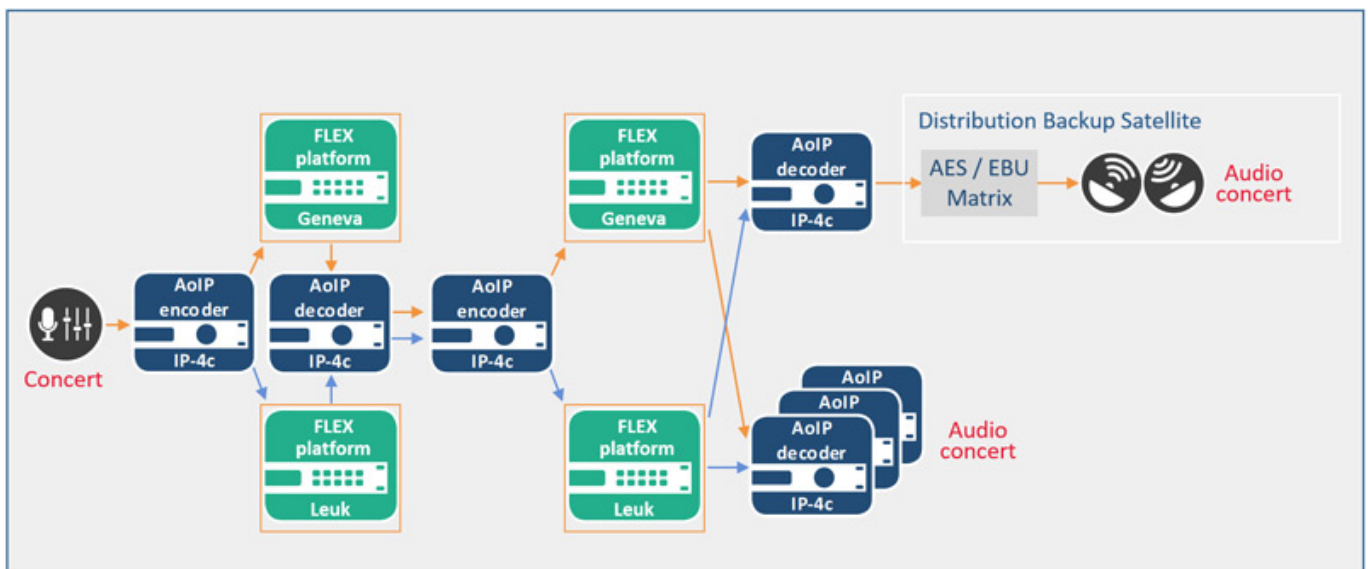 Concert
AoIP
encoder
IP-4c
FLEX
platform
Geneva
AoIP
decoder
IP-4c
FLEX
platform
Leuk
AoIP
encoder
IP-4c
FLEX
platform
Geneva
FLEX
platform
Leuk
AoIP
decoder
IP-4c
Distribution Backup Satellite
AES / EBU
Matrix
Audio
concert
AoIP
AoIP
AoIP
decoder
IP-4c
Audio
concert